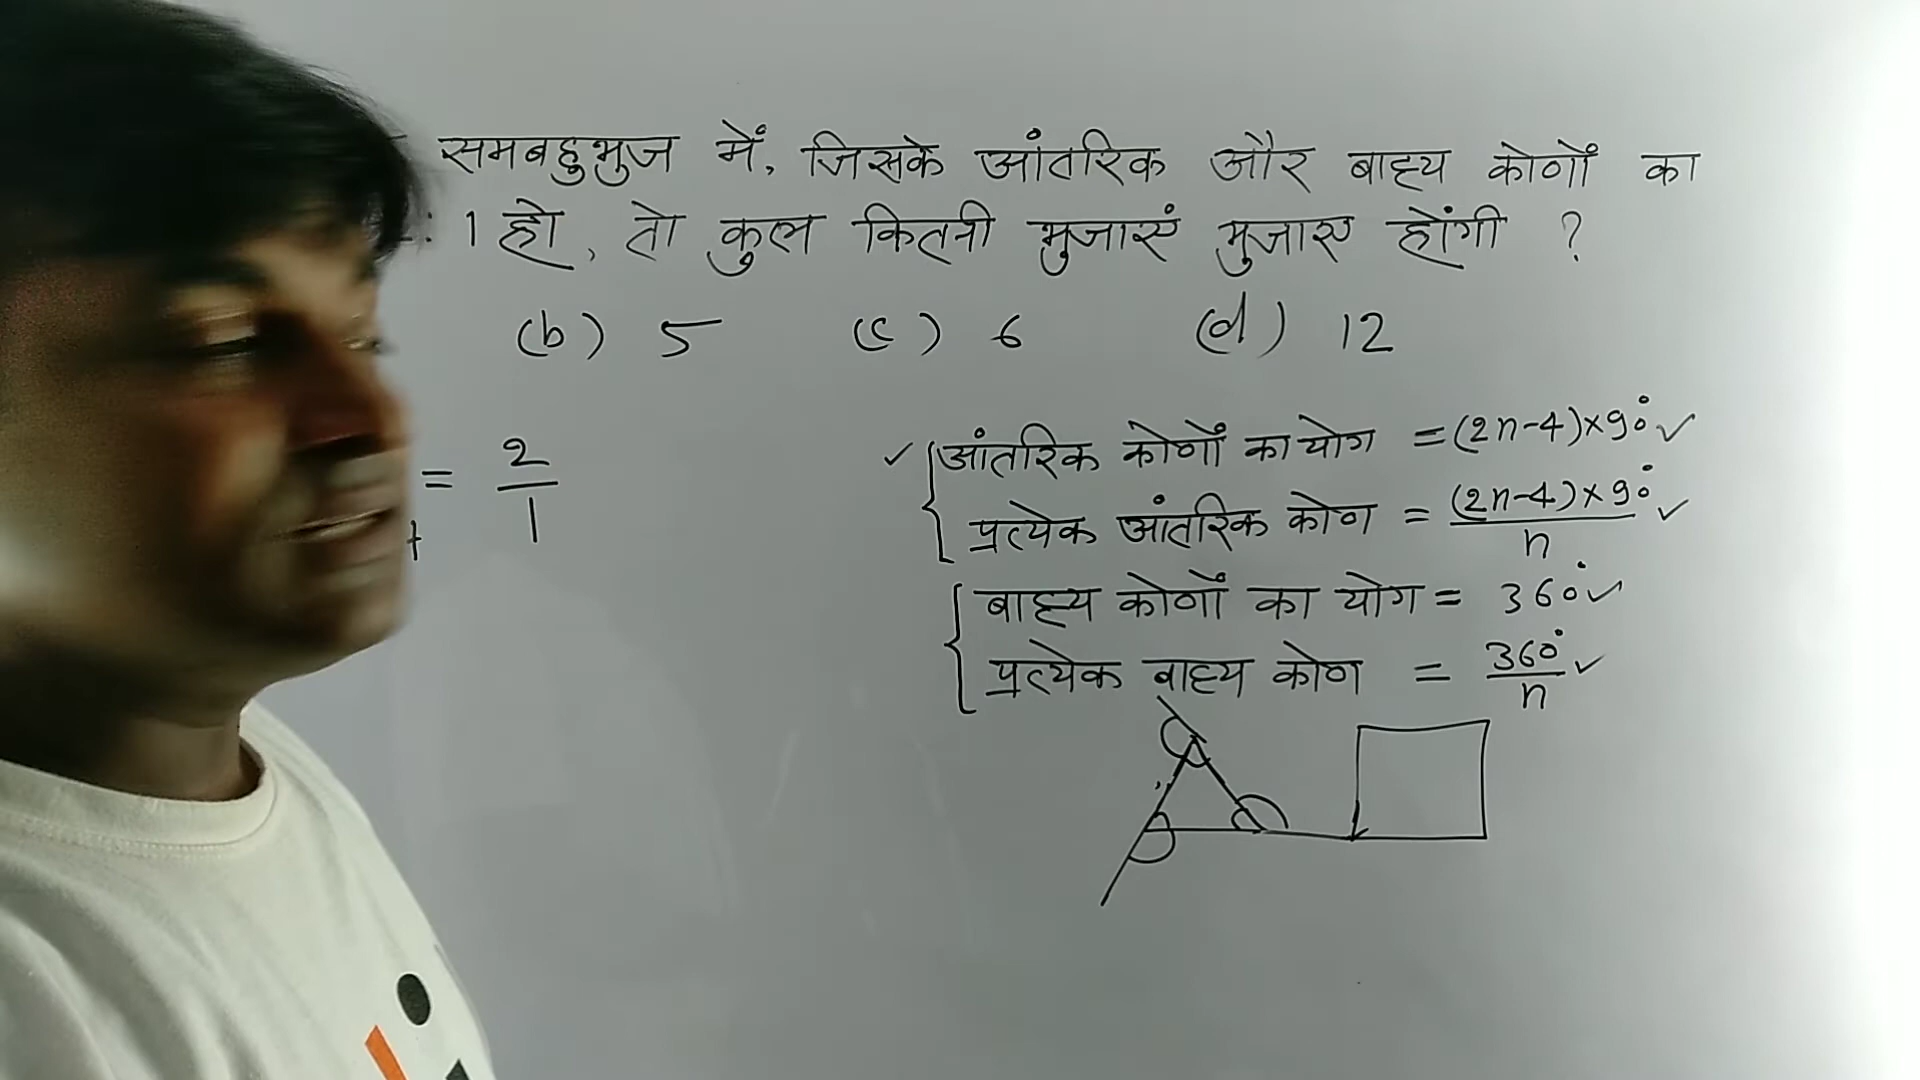 समबहुभुज में, जिसके आंतरिक और बाह्य कोणों का
: 1 हो, तो कुल कितनी भुजाएं भुजाए होंगी ?
(b) 5 (c) 6 (d) 12
= 2/1
✓ आंतरिक कोणों का योग = (2n-4)×90° ✓
प्रत्येक आंतरिक कोण = (2n-4)×90°/n ✓
बाह्य कोणों का योग = 360° ✓
प्रत्येक बाह्य कोण = 360°/n ✓